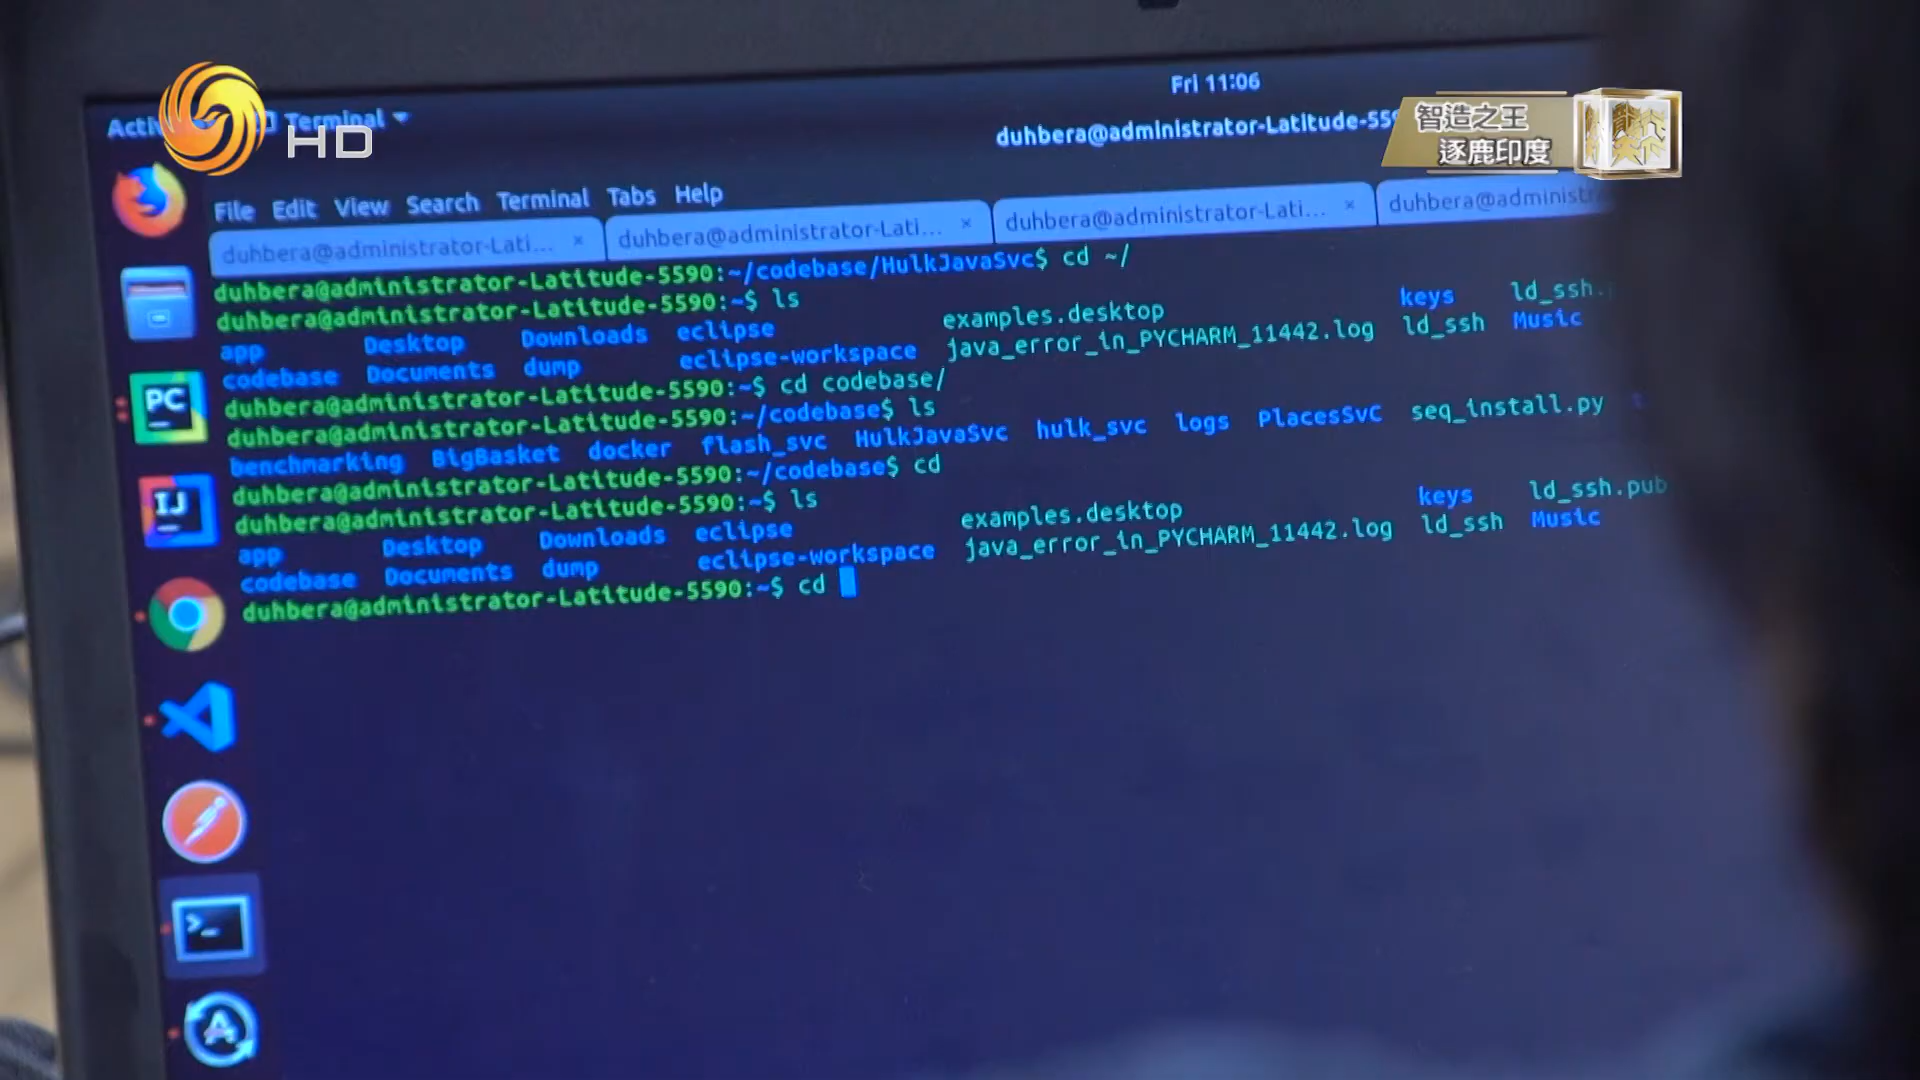 Fri 11:06
Terminal
HD
duhbera@administrator-Latitude-559
智造之王
逐鹿印度
File Edit View Search Terminal Tabs Help
duhbera@administrator-Lati... × duhbera@administrator-Lati... × duhbera@administrator-Lati... × duhbera@administr
duhbera@administrator-Latitude-5590:~/codebase/HulkJavaSvc$ cd ~/
duhbera@administrator-Latitude-5590:~$ ls
app Desktop Downloads eclipse examples.desktop keys ld_ssh.
codebase Documents dump eclipse-workspace java_error_in_PYCHARM_11442.log ld_ssh Music
duhbera@administrator-Latitude-5590:~$ cd codebase/
duhbera@administrator-Latitude-5590:~/codebase$ ls
benchmarking BigBasket docker flash_svc HulkJavaSvc hulk_svc logs PlacesSvC seq_install.py
duhbera@administrator-Latitude-5590:~/codebase$ cd
duhbera@administrator-Latitude-5590:~$ ls
app Desktop Downloads eclipse examples.desktop keys ld_ssh.pub
codebase Documents dump eclipse-workspace java_error_in_PYCHARM_11442.log ld_ssh Music
duhbera@administrator-Latitude-5590:~$ cd
PC
IJ
>_
A